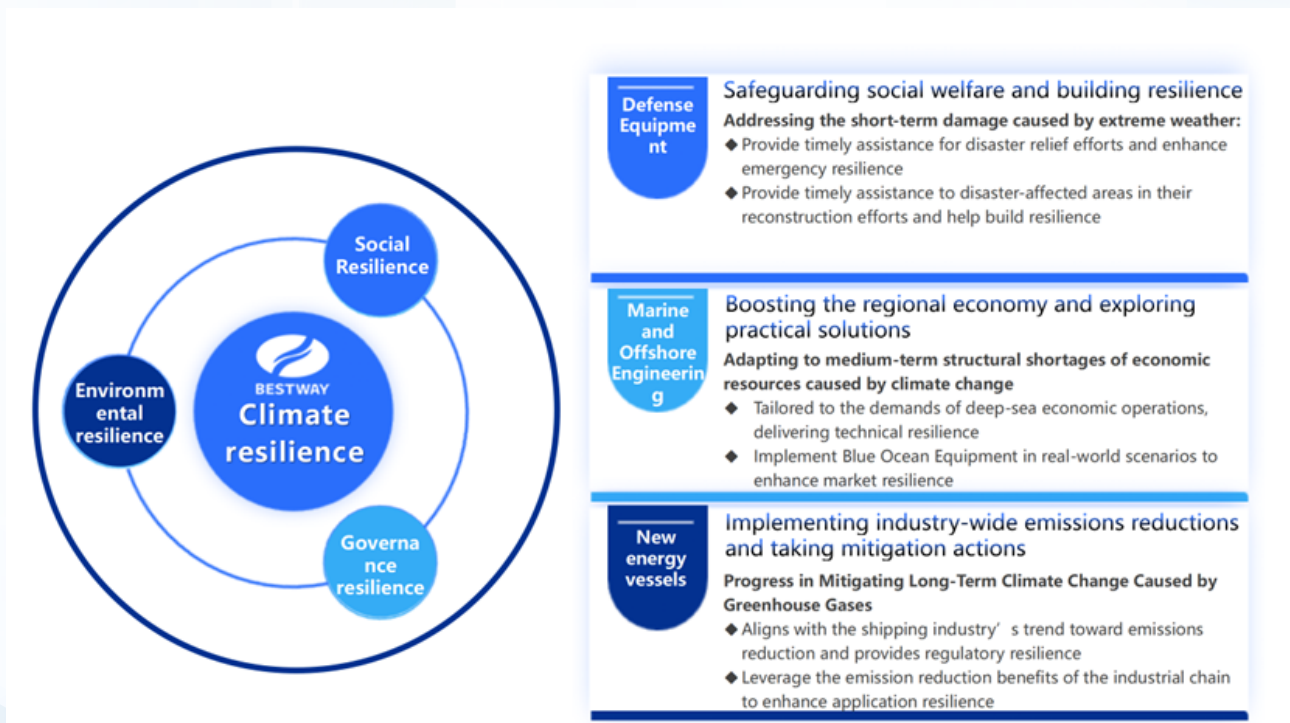 Social
Resilience
Environm
ental
resilience
BESTWAY
Climate
resilience
Governa
nce
resilience
Defense
Equipme
nt
Safeguarding social welfare and building resilience
Addressing the short-term damage caused by extreme weather:
◆ Provide timely assistance for disaster relief efforts and enhance
emergency resilience
◆ Provide timely assistance to disaster-affected areas in their
reconstruction efforts and help build resilience
Marine
and
Offshore
Engineerin
g
Boosting the regional economy and exploring
practical solutions
Adapting to medium-term structural shortages of economic
resources caused by climate change
◆ Tailored to the demands of deep-sea economic operations,
delivering technical resilience
◆ Implement Blue Ocean Equipment in real-world scenarios to
enhance market resilience
New
energy
vessels
Implementing industry-wide emissions reductions
and taking mitigation actions
Progress in Mitigating Long-Term Climate Change Caused by
Greenhouse Gases
◆ Aligns with the shipping industry’ s trend toward emissions
reduction and provides regulatory resilience
◆ Leverage the emission reduction benefits of the industrial chain
to enhance application resilience